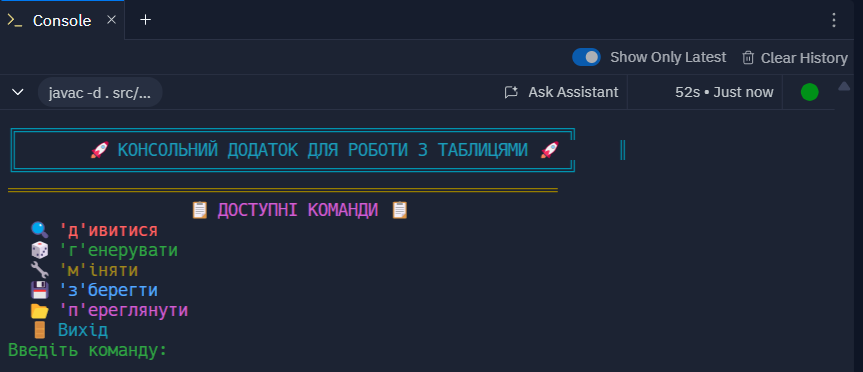 Console
Show Only Latest
Clear History
javac -d . src/...
Ask Assistant
52s • Just now
🚀 КОНСОЛЬНИЙ ДОДАТОК ДЛЯ РОБОТИ З ТАБЛИЦЯМИ 🚀
📋 ДОСТУПНІ КОМАНДИ 📋
🔍 'д'ивитися
🎲 'г'енерувати
🔧 'м'іняти
💾 'з'берегти
📂 'п'ереглянути
🚪 Вихід
Введіть команду: